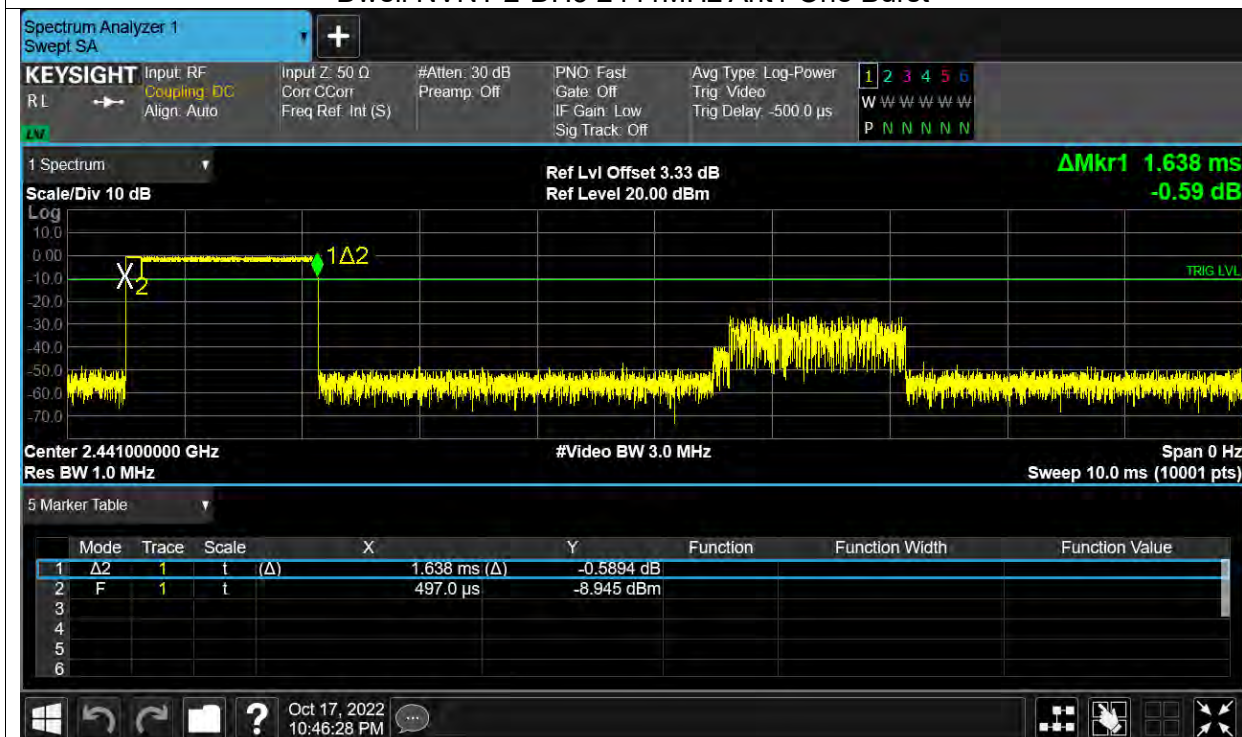 Spectrum Analyzer 1
Swept SA
+
KEYSIGHT Input: RF Input Z: 50 Ω #Atten: 30 dB PNO: Fast Avg Type: Log-Power 1 2 3 4 5 6
RL Coupling: DC Corr CCorr Preamp: Off Gate: Off Trig: Video W W W W W W
Align: Auto Freq Ref: Int (S) IF Gain: Low Trig Delay: -500.0 µs P N N N N N
Sig Track: Off
1 Spectrum Ref Lvl Offset 3.33 dB ΔMkr1 1.638 ms
Scale/Div 10 dB Ref Level 20.00 dBm -0.59 dB
Log
10.0
0.00 1Δ2
-10.0 X2 TRIG LVL
-20.0
-30.0
-40.0
-50.0
-60.0
-70.0
Center 2.441000000 GHz #Video BW 3.0 MHz Span 0 Hz
Res BW 1.0 MHz Sweep 10.0 ms (10001 pts)
5 Marker Table
Mode Trace Scale X Y Function Function Width Function Value
1 Δ2 1 t (Δ) 1.638 ms (Δ) -0.5894 dB
2 F 1 t 497.0 µs -8.945 dBm
3
4
5
6
? Oct 17, 2022
10:46:28 PM